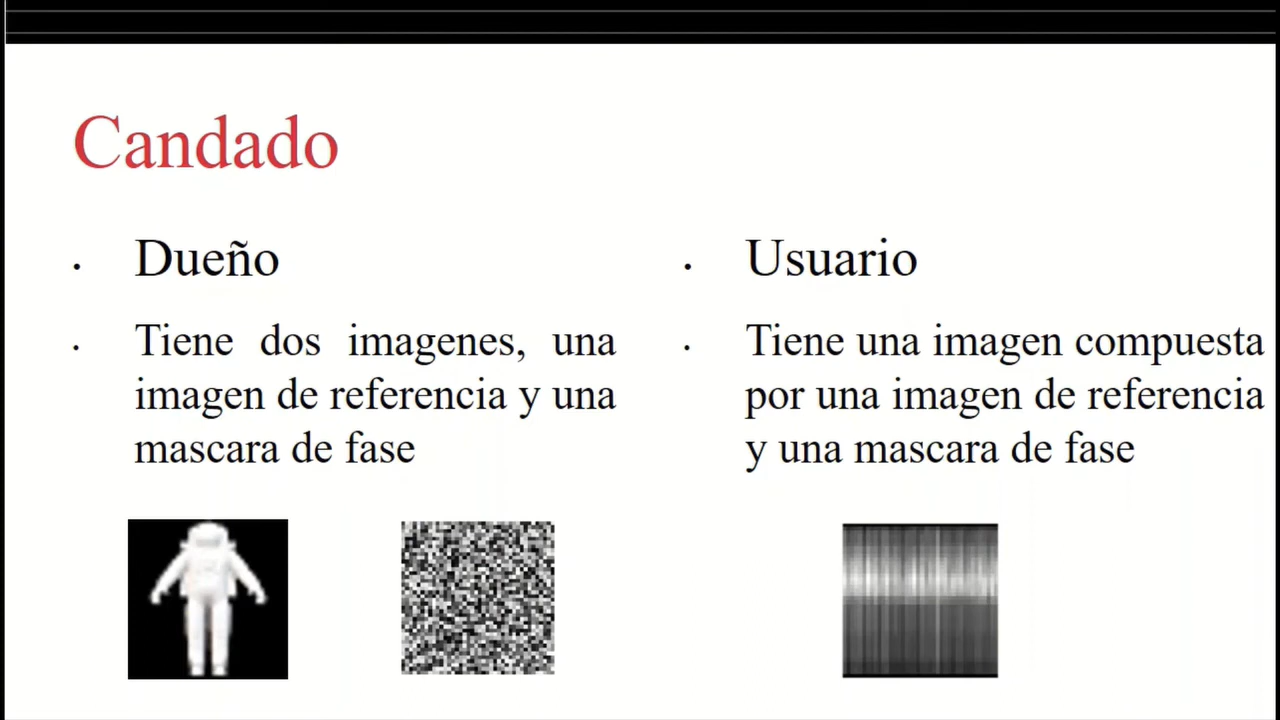 Candado
Dueño
Tiene dos imagenes, una
imagen de referencia y una
mascara de fase
Usuario
Tiene una imagen compuesta
por una imagen de referencia
y una mascara de fase